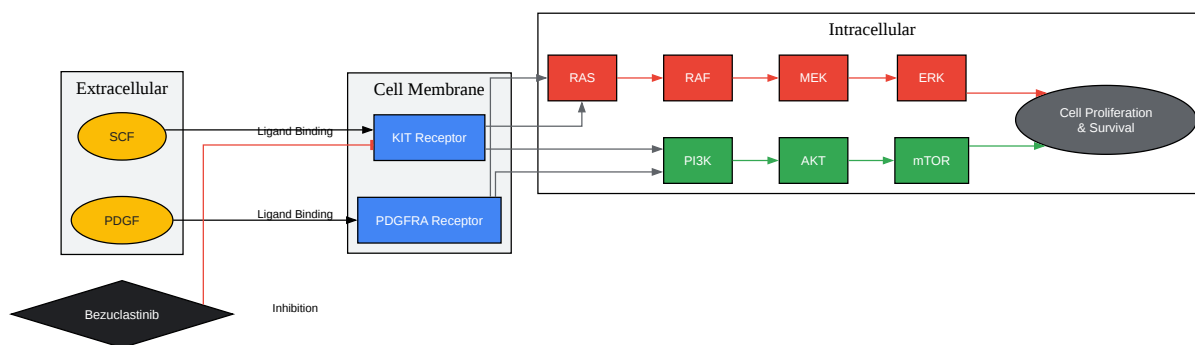 Extracellular
SCF
PDGF
Bezuclastinib
Ligand Binding
Ligand Binding
Inhibition
Cell Membrane
KIT Receptor
PDGFRA Receptor
Intracellular
RAS
RAF
MEK
ERK
PI3K
AKT
mTOR
Cell Proliferation
& Survival